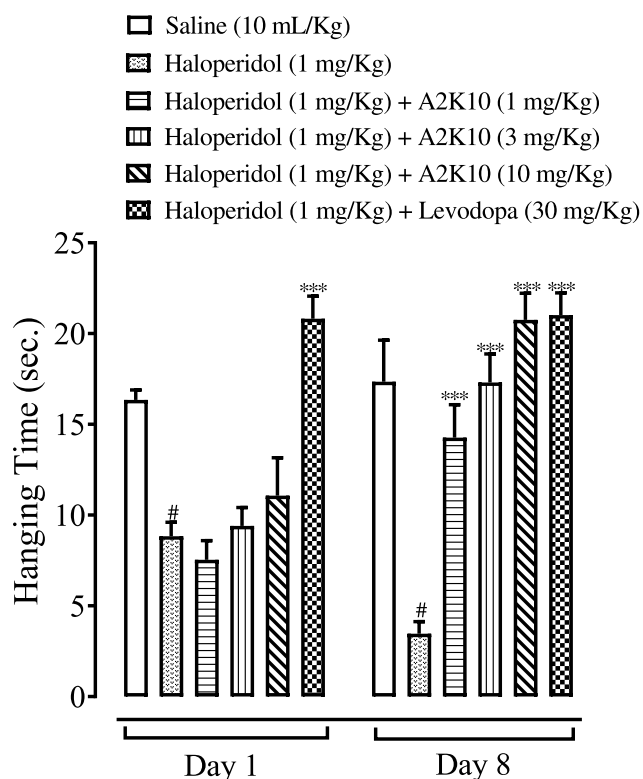 Saline (10 mL/Kg)
Haloperidol (1 mg/Kg)
Haloperidol (1 mg/Kg) + A2K10 (1 mg/Kg)
Haloperidol (1 mg/Kg) + A2K10 (3 mg/Kg)
Haloperidol (1 mg/Kg) + A2K10 (10 mg/Kg)
Haloperidol (1 mg/Kg) + Levodopa (30 mg/Kg)
Hanging Time (sec.)
25
20
15
10
5
0
#
***
#
***
***
***
***
Day 1
Day 8